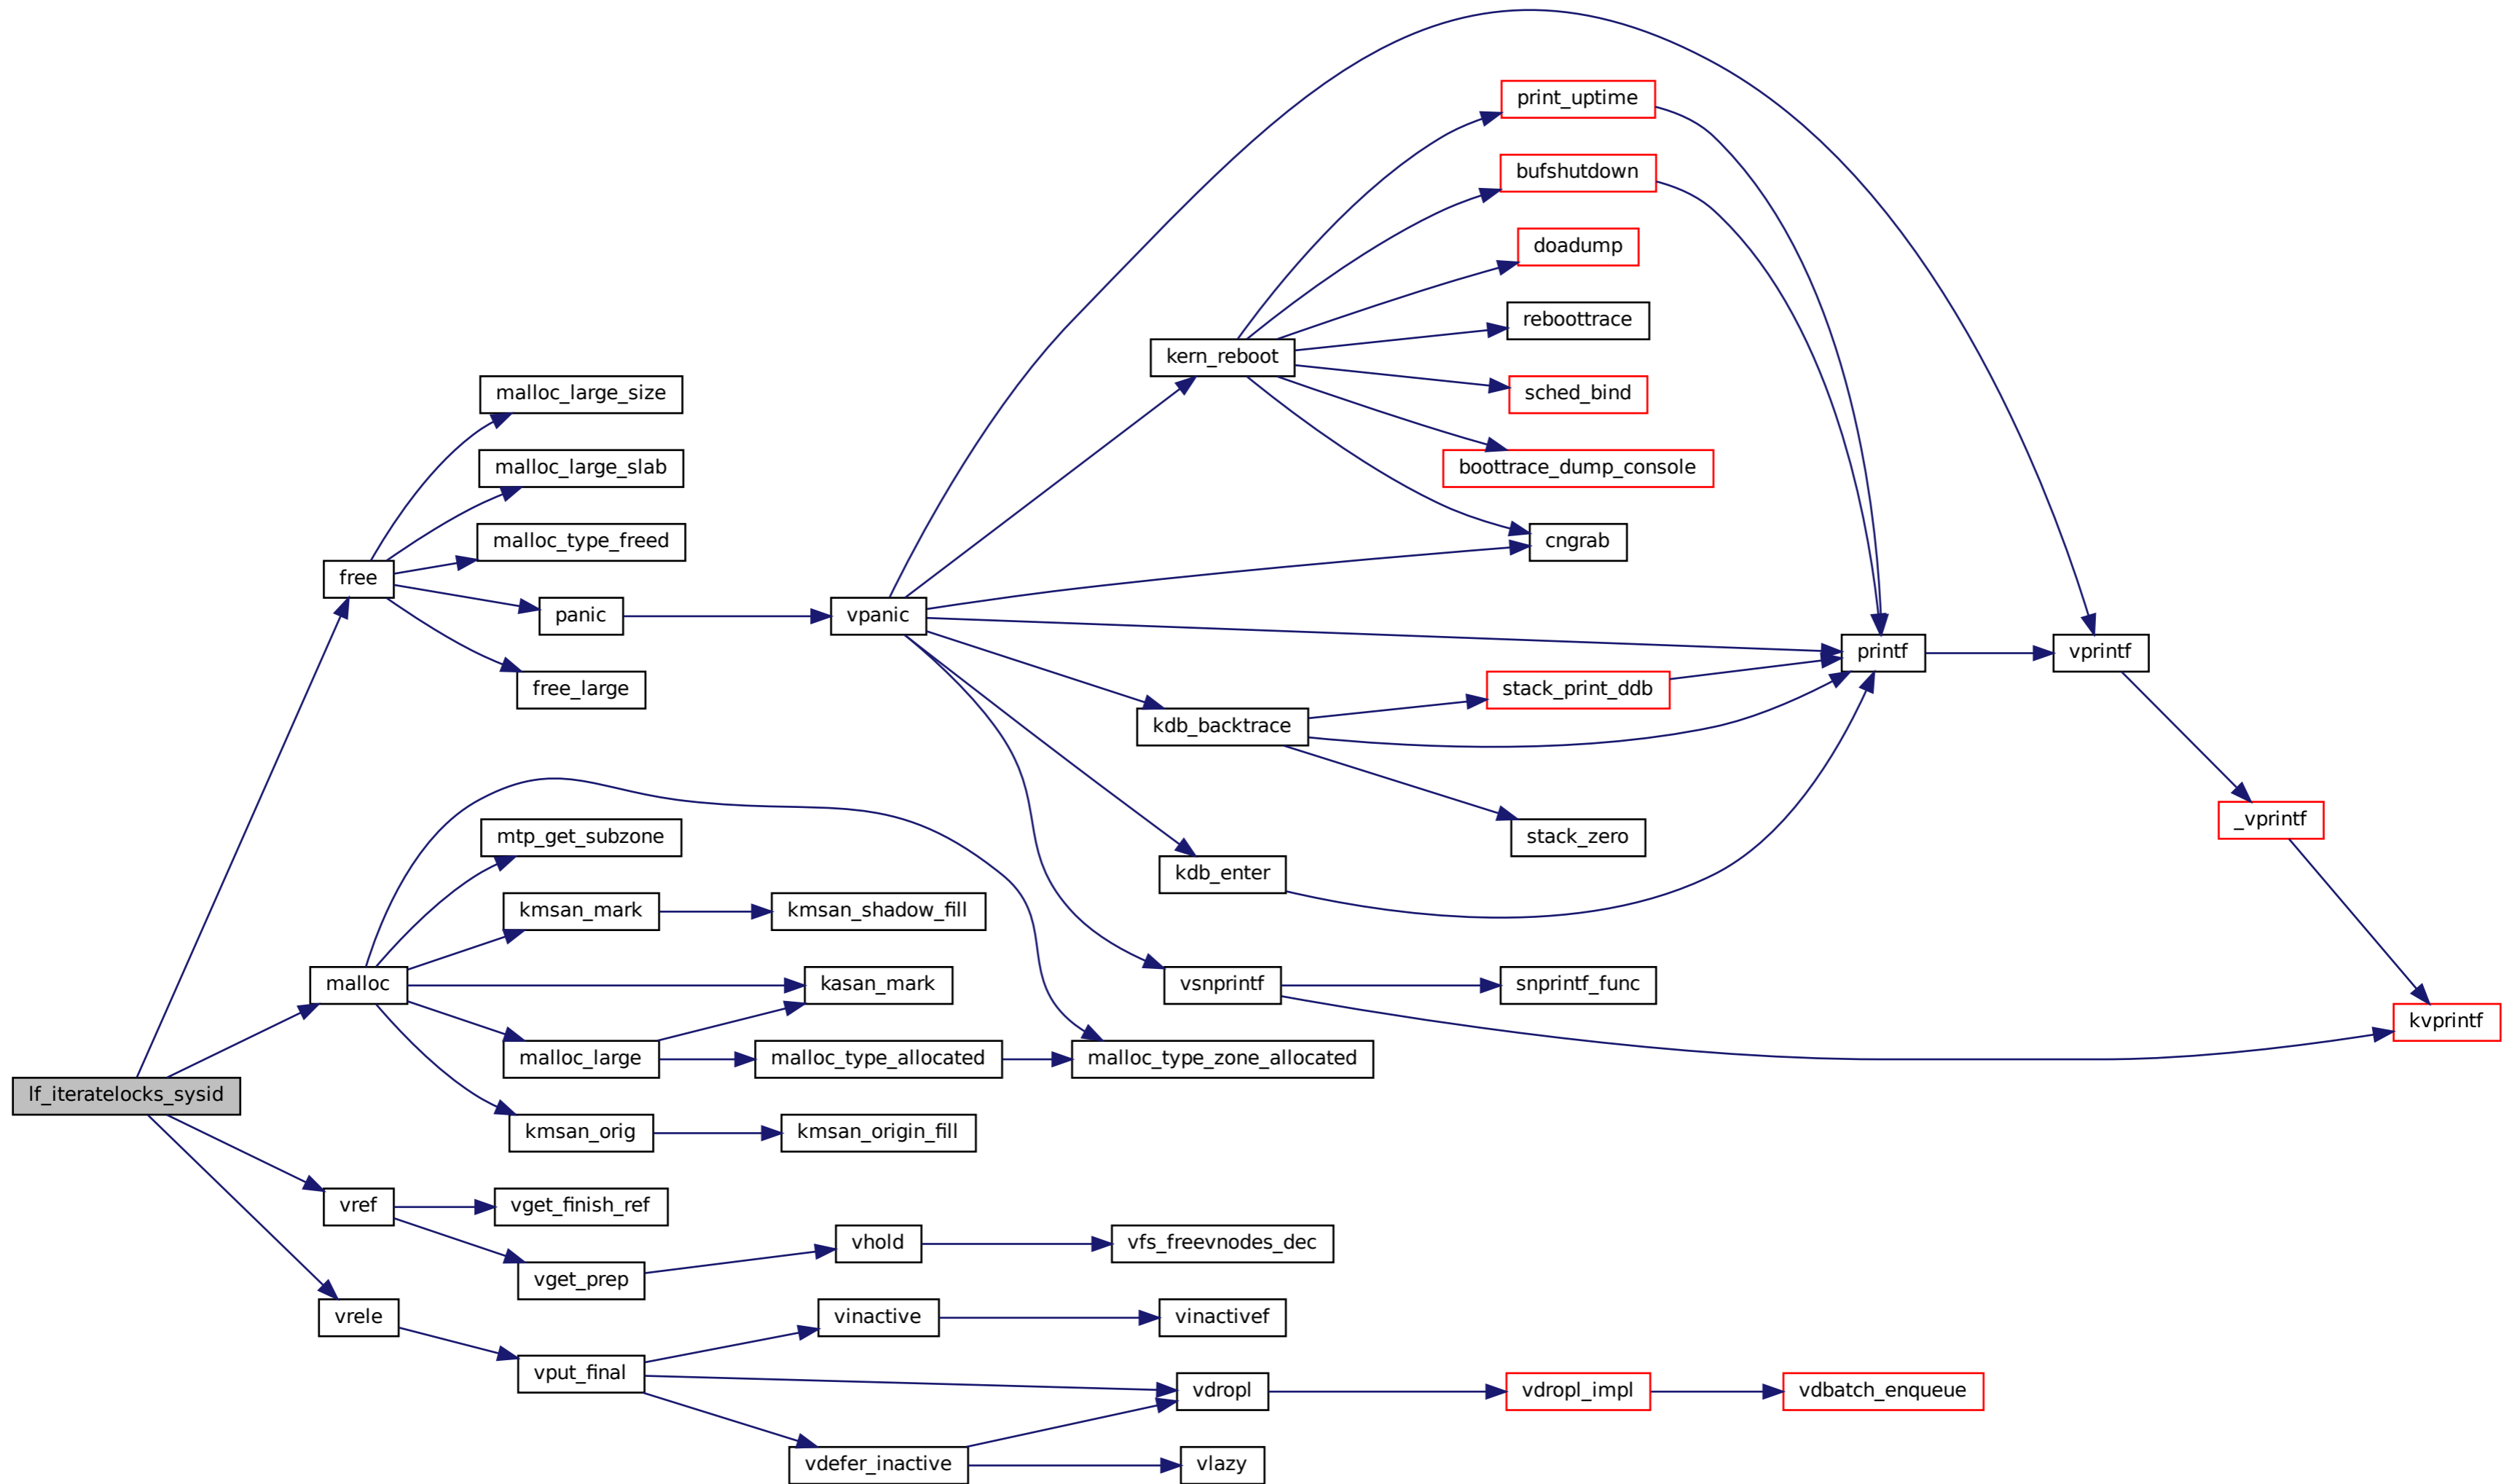 lf_iteratelocks_sysid
free
malloc_large_size
malloc_large_slab
malloc_type_freed
panic
free_large
vpanic
kern_reboot
print_uptime
bufshutdown
doadump
reboottrace
sched_bind
boottrace_dump_console
cngrab
printf
vprintf
_vprintf
kvprintf
kdb_backtrace
stack_print_ddb
stack_zero
kdb_enter
vsnprintf
snprintf_func
malloc
mtp_get_subzone
kmsan_mark
kmsan_shadow_fill
kasan_mark
malloc_large
malloc_type_allocated
malloc_type_zone_allocated
kmsan_orig
kmsan_origin_fill
vref
vget_finish_ref
vget_prep
vhold
vfs_freevnodes_dec
vrele
vput_final
vinactive
vinactivef
vdropl
vdropl_impl
vdbatch_enqueue
vdefer_inactive
vlazy